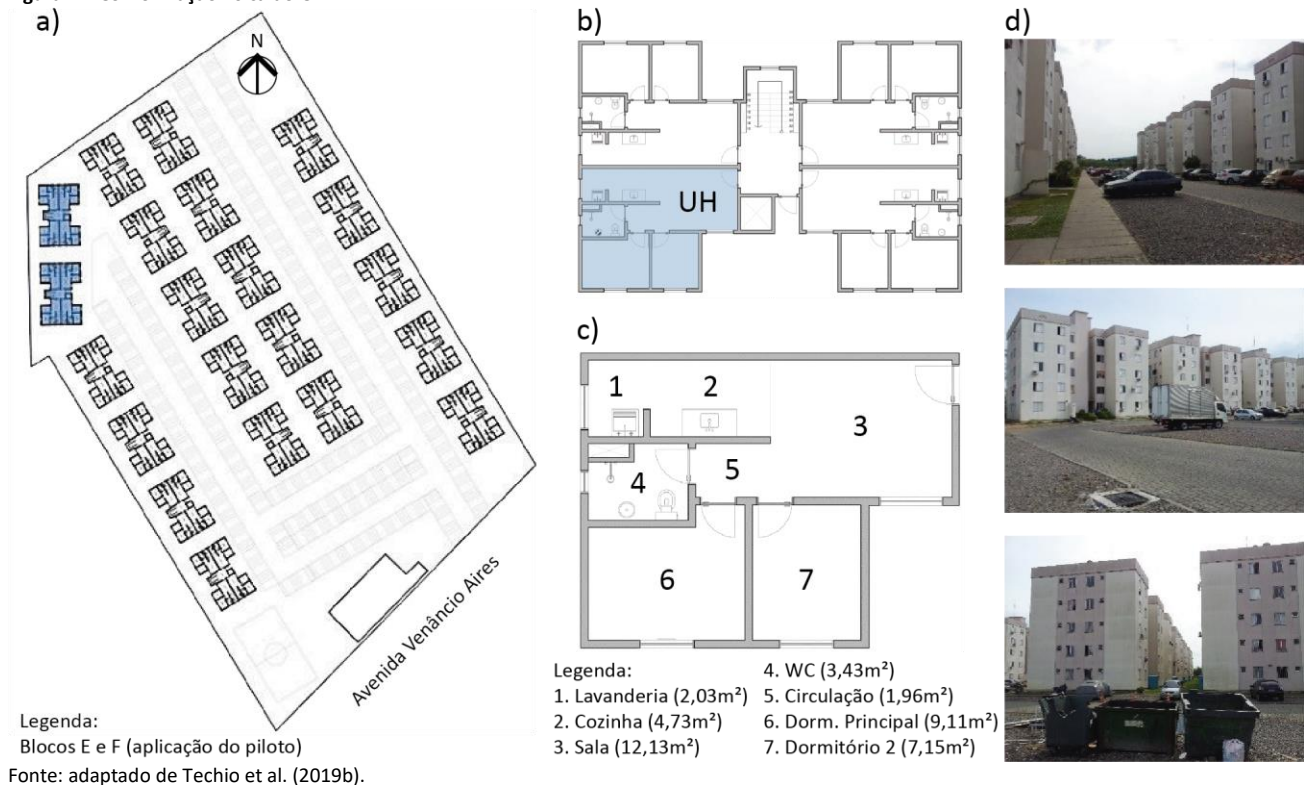 a)
N
Avenida Venâncio Aires
Legenda:
Blocos E e F (aplicação do piloto)
b)
UH
c)
1
2
3
4
5
6
7
Legenda:
1. Lavanderia (2,03m²)
2. Cozinha (4,73m²)
3. Sala (12,13m²)
4. WC (3,43m²)
5. Circulação (1,96m²)
6. Dorm. Principal (9,11m²)
7. Dormitório 2 (7,15m²)
d)
Fonte: adaptado de Techio et al. (2019b).